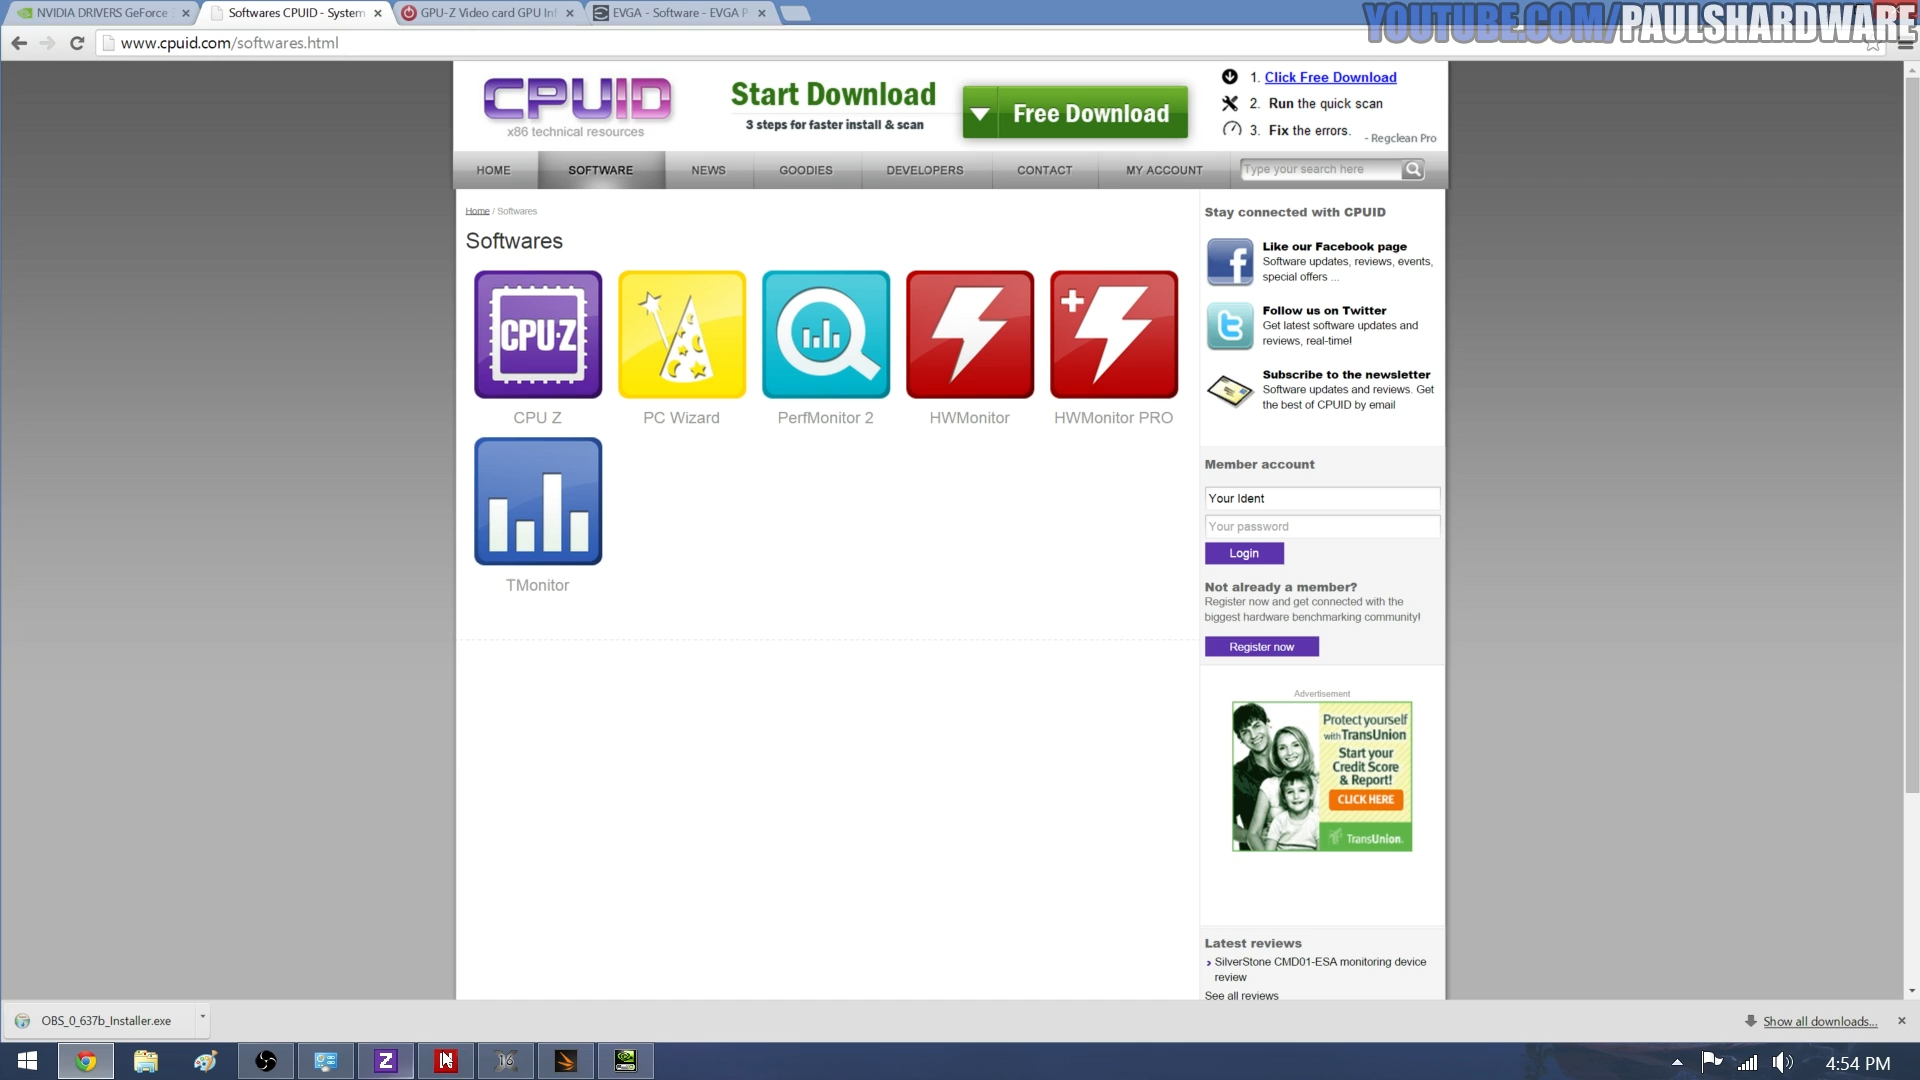 NVIDIA DRIVERS GeForce
Softwares CPUID - System
GPU-Z Video card GPU Inf
EVGA - Software - EVGA P
YOUTUBE.COM/PAULSHARDWARE
www.cpuid.com/softwares.html
CPUID
x86 technical resources
Start Download
3 steps for faster install & scan
Free Download
1. Click Free Download
2. Run the quick scan
3. Fix the errors.
- Regclean Pro
HOME
SOFTWARE
NEWS
GOODIES
DEVELOPERS
CONTACT
MY ACCOUNT
Type your search here
Home / Softwares
Softwares
CPU-Z
CPU Z
PC Wizard
PerfMonitor 2
HWMonitor
HWMonitor PRO
TMonitor
Stay connected with CPUID
Like our Facebook page
Software updates, reviews, events,
special offers ...
Follow us on Twitter
Get latest software updates and
reviews, real-time!
Subscribe to the newsletter
Software updates and reviews. Get
the best of CPUID by email
Member account
Your Ident
Your password
Login
Not already a member?
Register now and get connected with the
biggest hardware benchmarking community!
Register now
Advertisement
Protect yourself
with TransUnion
Start your
Credit Score
& Report!
CLICK HERE
TransUnion.
Latest reviews
SilverStone CMD01-ESA monitoring device
review
See all reviews
OBS_0_637b_Installer.exe
Show all downloads...
4:54 PM